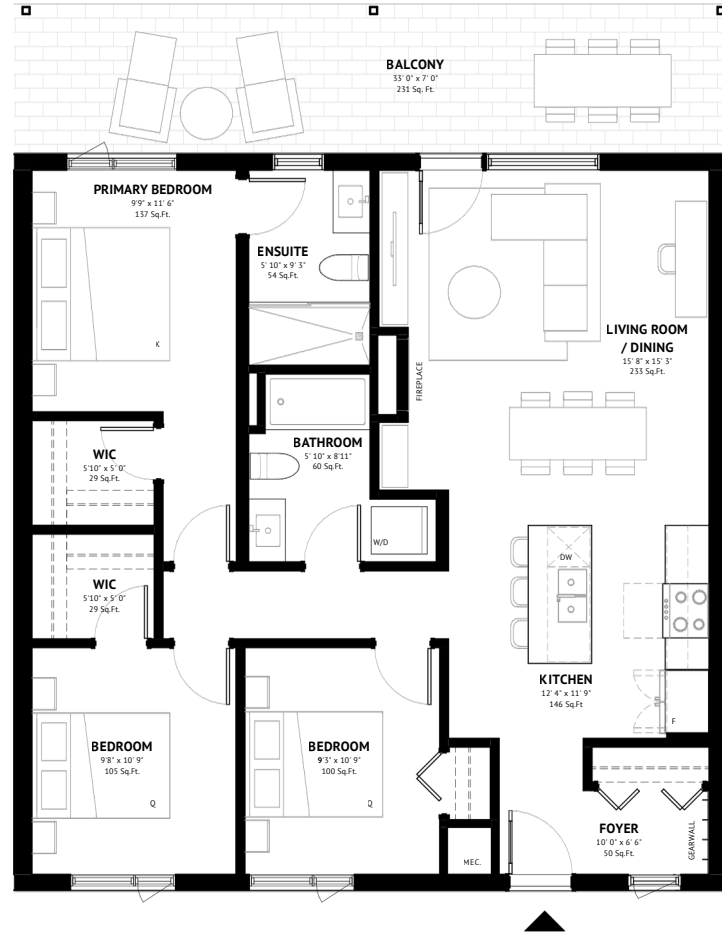 BALCONY
33' 0" x 7' 0"
231 Sq. Ft.
PRIMARY BEDROOM
9'9" x 11' 6"
137 Sq.Ft.
ENSUITE
5' 10" x 9' 3"
54 Sq.Ft.
K
LIVING ROOM
/ DINING
15' 8" x 15' 3"
233 Sq.Ft.
FIREPLACE
WIC
5'10" x 5' 0"
29 Sq.Ft.
BATHROOM
5' 10" x 8'11"
60 Sq.Ft.
W/D
DW
WIC
5'10" x 5' 0"
29 Sq.Ft.
KITCHEN
12' 4" x 11' 9"
146 Sq.Ft
F
BEDROOM
9'8" x 10' 9"
105 Sq.Ft.
Q
BEDROOM
9'3" x 10' 9"
100 Sq.Ft.
Q
MEC.
FOYER
10' 0" x 6' 6"
50 Sq.Ft.
GEARWALL